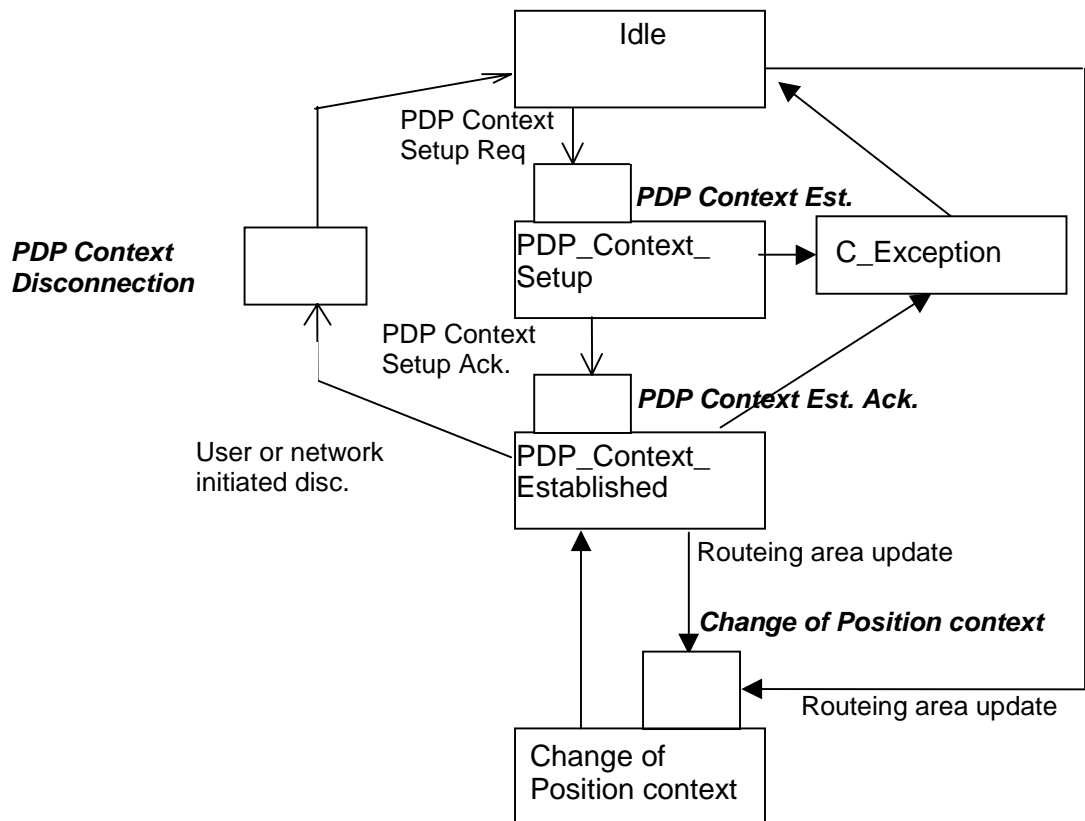 Idle
PDP Context
Setup Req
PDP Context Est.
PDP_Context_
Setup
C_Exception
PDP Context
Disconnection
PDP Context
Setup Ack.
PDP Context Est. Ack.
User or network
initiated disc.
PDP_Context_
Established
Routeing area update
Change of Position context
Routeing area update
Change of
Position context